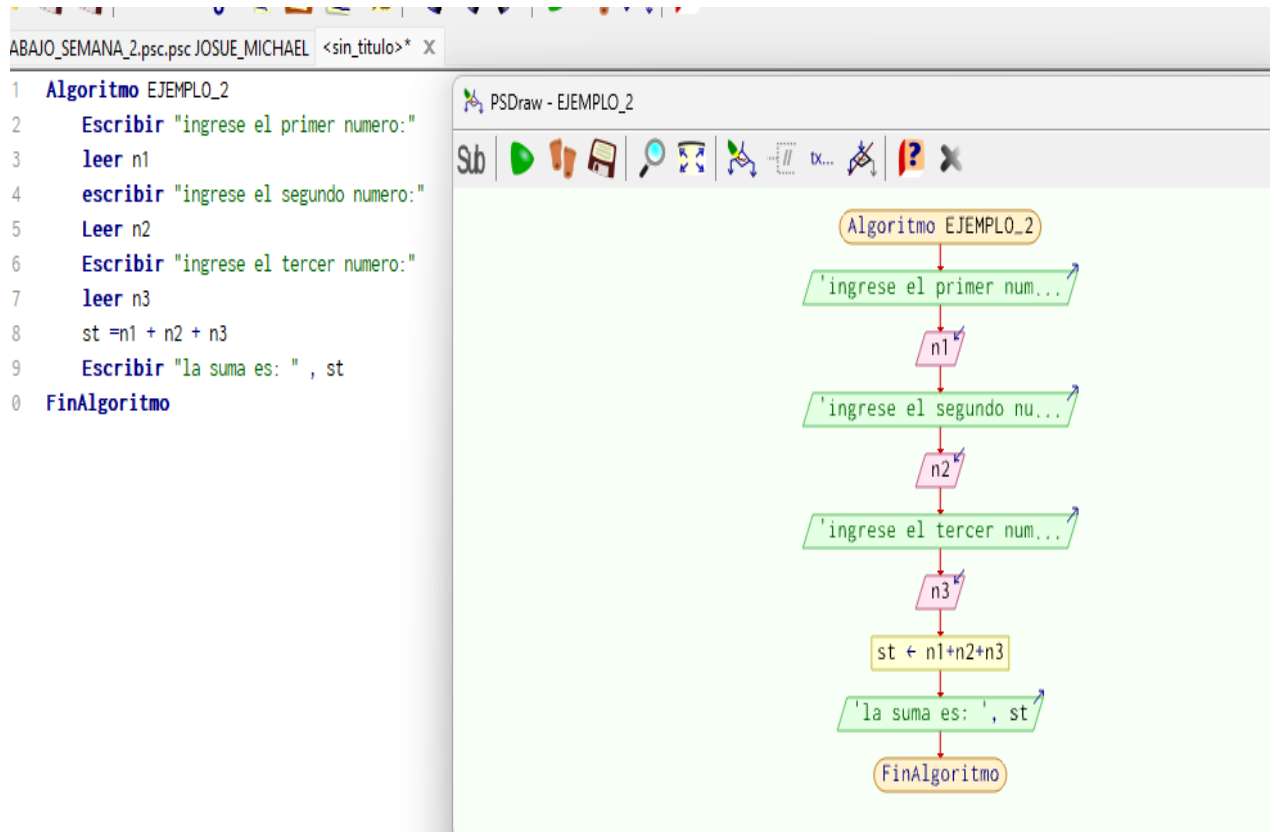 ABAJO_SEMANA_2.psc.psc JOSUE_MICHAEL <sin_titulo>* X
1 Algoritmo EJEMPLO_2
2 Escribir "ingrese el primer numero:"
3 leer n1
4 escribir "ingrese el segundo numero:"
5 Leer n2
6 Escribir "ingrese el tercer numero:"
7 leer n3
8 st =n1 + n2 + n3
9 Escribir "la suma es: " , st
0 FinAlgoritmo
PSDraw - EJEMPLO_2
Sub tx... ?
Algoritmo EJEMPLO_2
'ingrese el primer num...
n1
'ingrese el segundo nu...
n2
'ingrese el tercer num...
n3
st ← n1+n2+n3
'la suma es: ', st
FinAlgoritmo